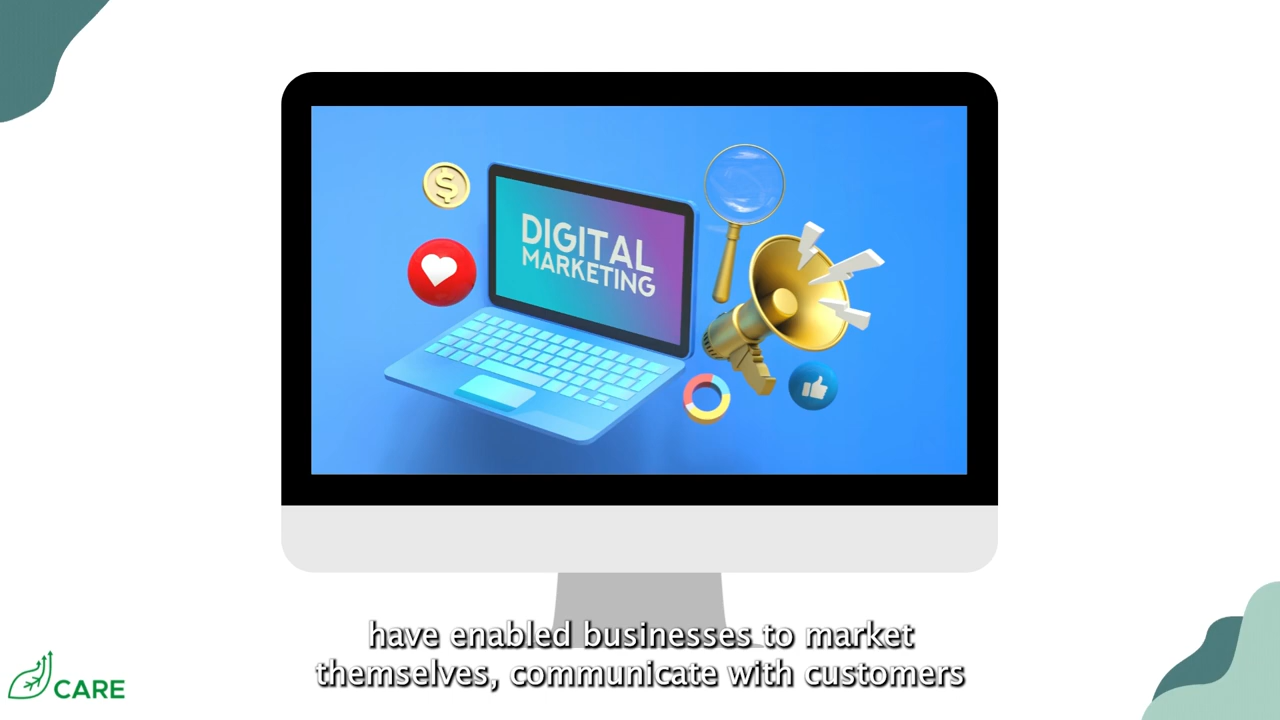 DIGITAL
MARKETING
have enabled businesses to market
themselves, communicate with customers
CARE